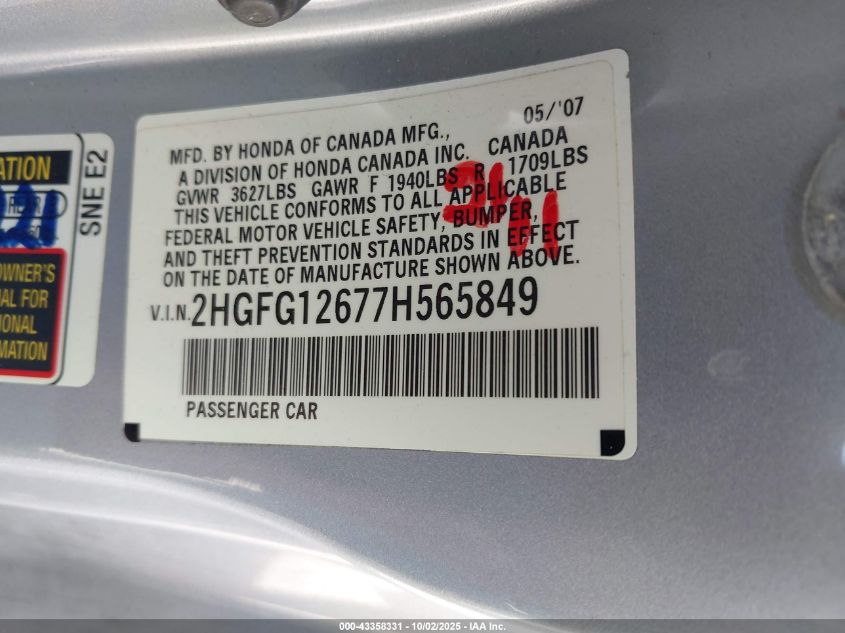 05/'07
MFD. BY HONDA OF CANADA MFG.,
A DIVISION OF HONDA CANADA INC. CANADA
GVWR 3627LBS GAWR F 1940LBS R 1709LBS
THIS VEHICLE CONFORMS TO ALL APPLICABLE
FEDERAL MOTOR VEHICLE SAFETY, BUMPER,
AND THEFT PREVENTION STANDARDS IN EFFECT
ON THE DATE OF MANUFACTURE SHOWN ABOVE.
V.I.N. 2HGFG12677H565849
PASSENGER CAR
SNE E2
ATION
OWNER'S
AL FOR
IONAL
MATION
000-43358331 - 10/02/2025 - IAA Inc.